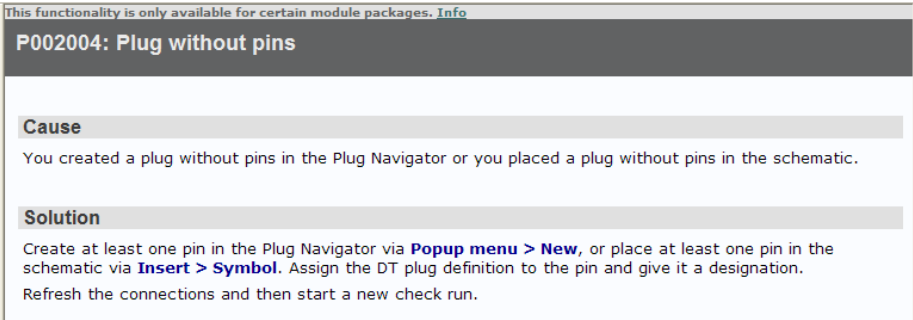 This functionality is only available for certain module packages. Info
P002004: Plug without pins
Cause
You created a plug without pins in the Plug Navigator or you placed a plug without pins in the schematic.
Solution
Create at least one pin in the Plug Navigator via Popup menu > New, or place at least one pin in the
schematic via Insert > Symbol. Assign the DT plug definition to the pin and give it a designation.
Refresh the connections and then start a new check run.